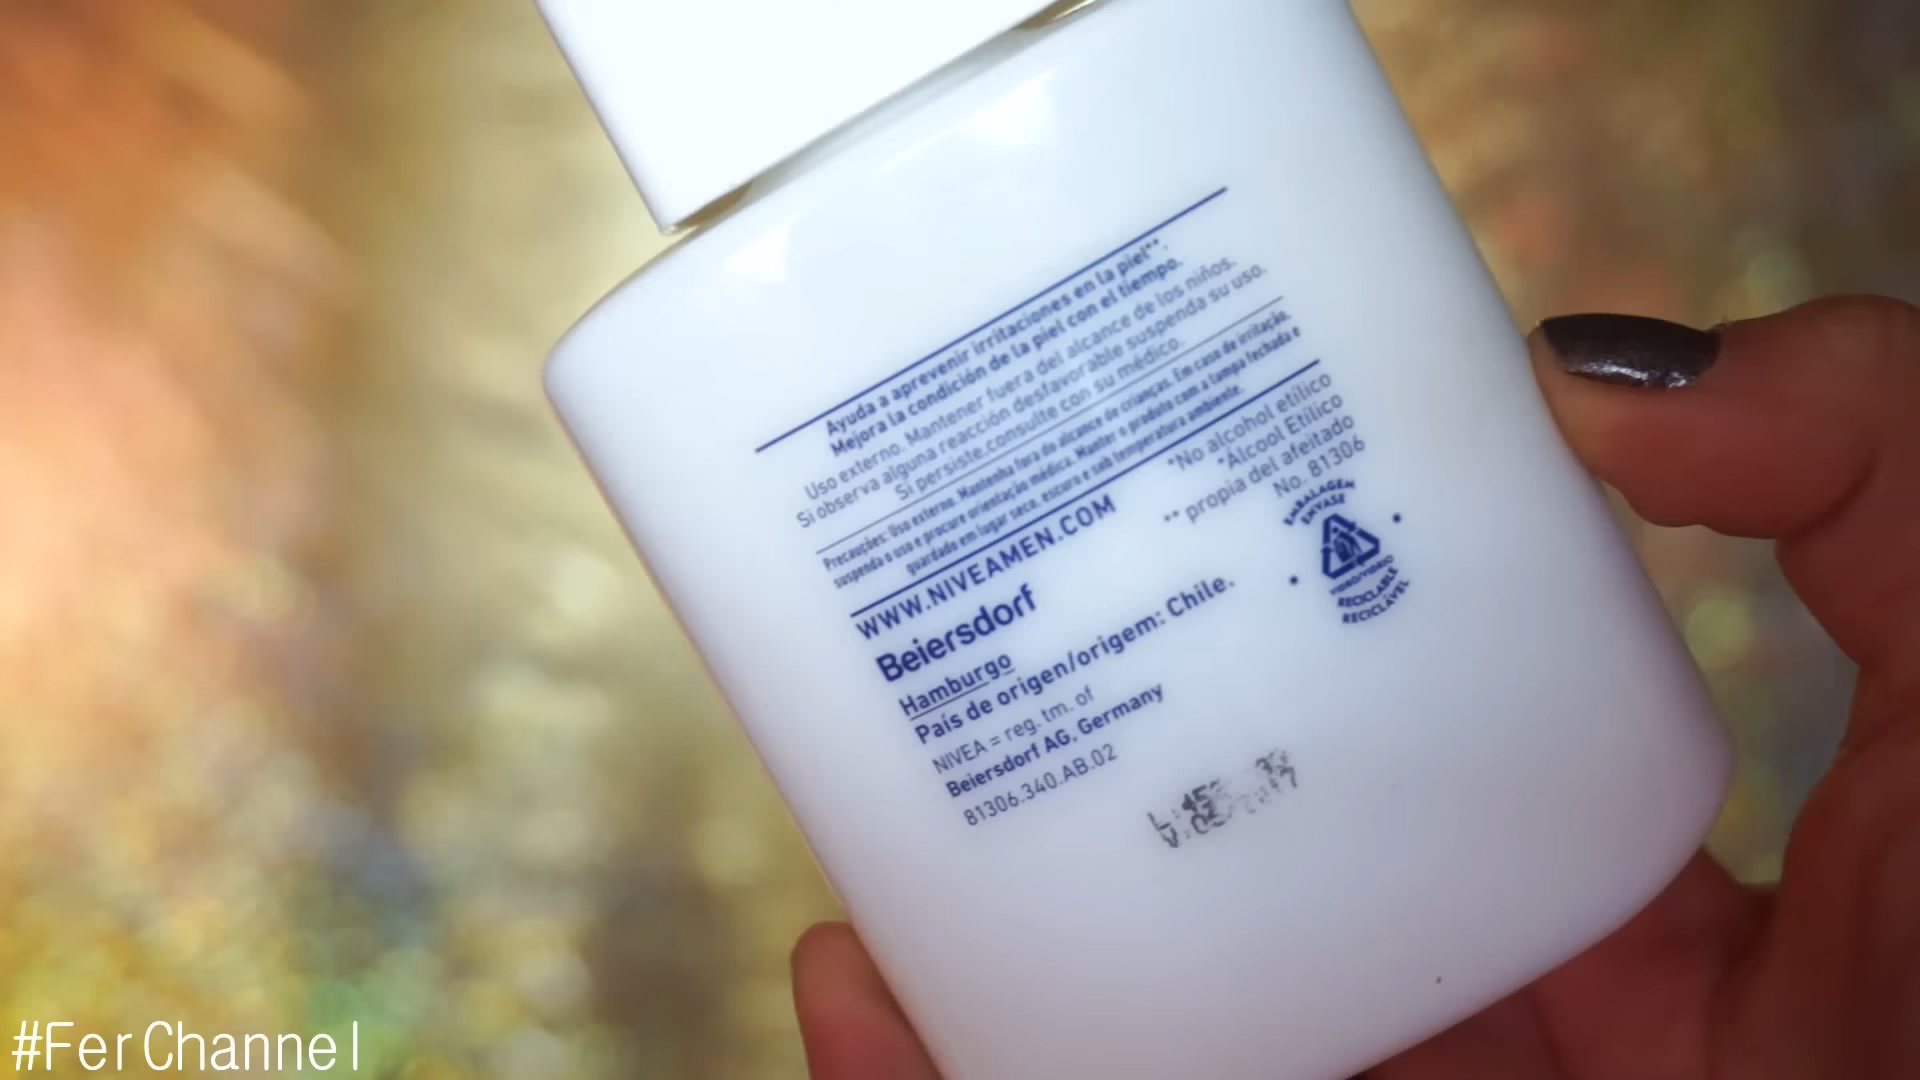 Ayuda a aprevenir irritaciones en la piel**.
Mejora la condición de la piel con el tiempo.
Uso externo. Mantener fuera del alcance de los niños.
Si observa alguna reacción desfavorable suspenda su uso.
Si persiste, consulte con su médico.
Precauções: Uso externo. Mantenha fora do alcance de crianças. Em caso de irritação,
suspenda o uso e procure orientação médica. Manter o produto com a tampa fechada e
guardado em lugar seco, escuro e sob temperatura ambiente.
*No alcohol etílico
*Álcool Etílico
** propia del afeitado
No. 81306
WWW.NIVEAMEN.COM
EMBALAGEM
ENVASE
VIDRO/VIDRIO
RECICLABLE
RECICLÁVEL
Beiersdorf
Hamburgo
País de origen/origem: Chile.
NIVEA = reg. tm. of
Beiersdorf AG, Germany
81306.340.AB.02
#FerChannel